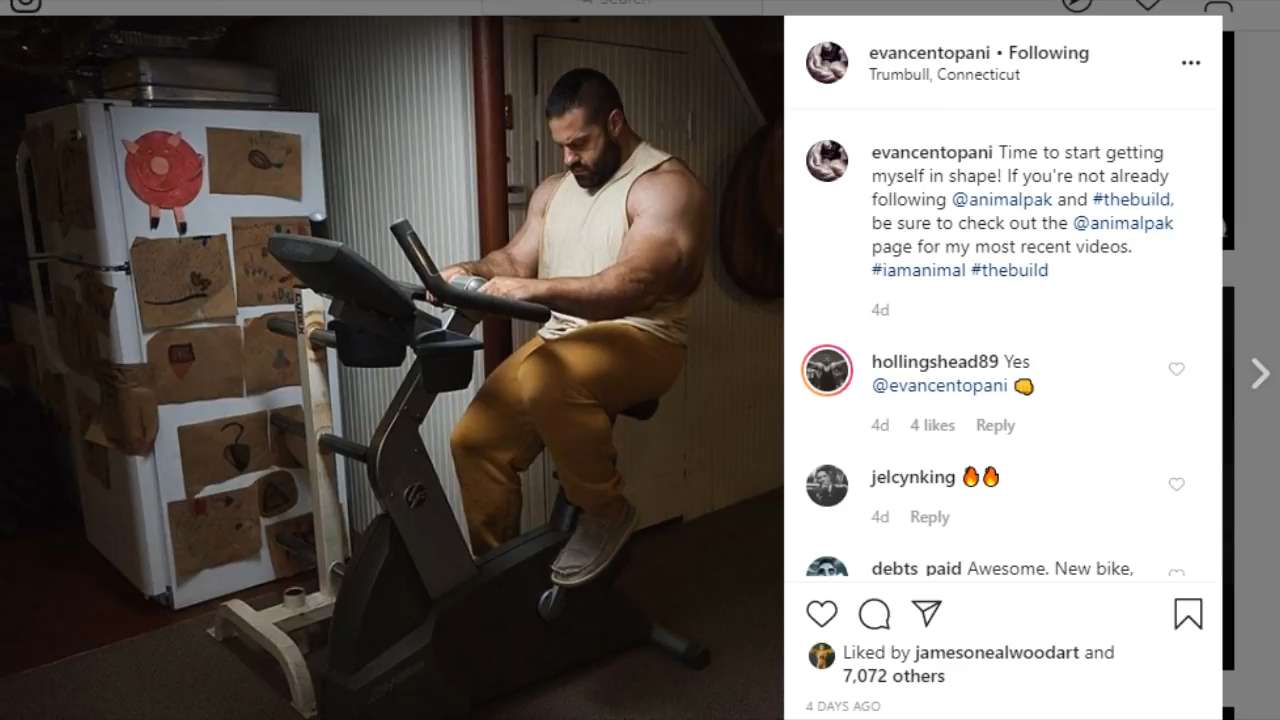 Search
evancentopani • Following
Trumbull, Connecticut
evancentopani Time to start getting
myself in shape! If you're not already
following @animalpak and #thebuild,
be sure to check out the @animalpak
page for my most recent videos.
#iamanimal #thebuild
4d
hollingshead89 Yes
@evancentopani
4d 4 likes Reply
jelcynking
4d Reply
debts_paid Awesome. New bike,
Liked by jamesonealwoodart and
7,072 others
4 DAYS AGO